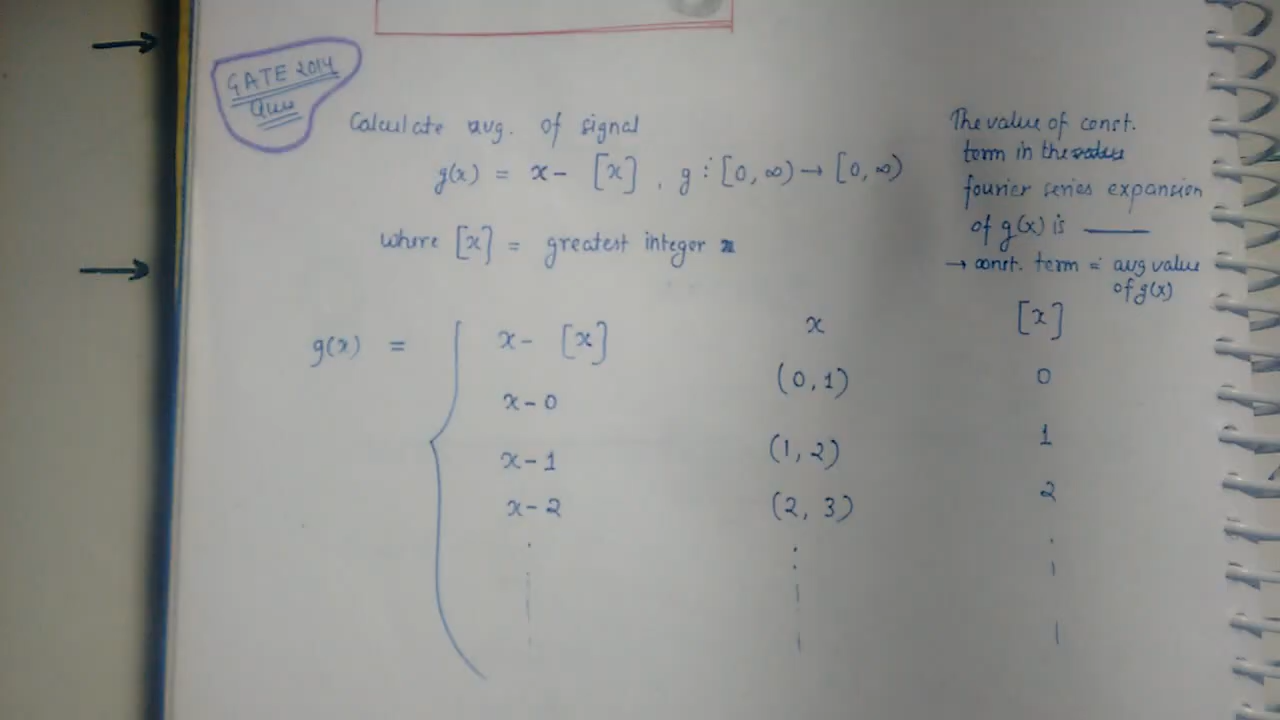 GATE 2014
Ques
Calculate avg. of signal
g(x) = x - [x] , g : [0, ∞) → [0, ∞)
where [x] = greatest integer x
The value of const.
term in the
fourier series expansion
of g(x) is ____
→ const. term = avg value
of g(x)
g(x) = { x - [x] x [x]
x - 0 (0, 1) 0
x - 1 (1, 2) 1
x - 2 (2, 3) 2